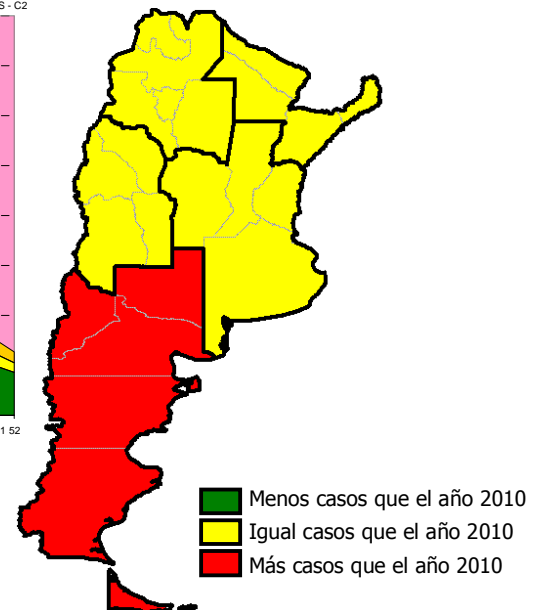 S - C2
1 52
Menos casos que el año 2010
Igual casos que el año 2010
Más casos que el año 2010